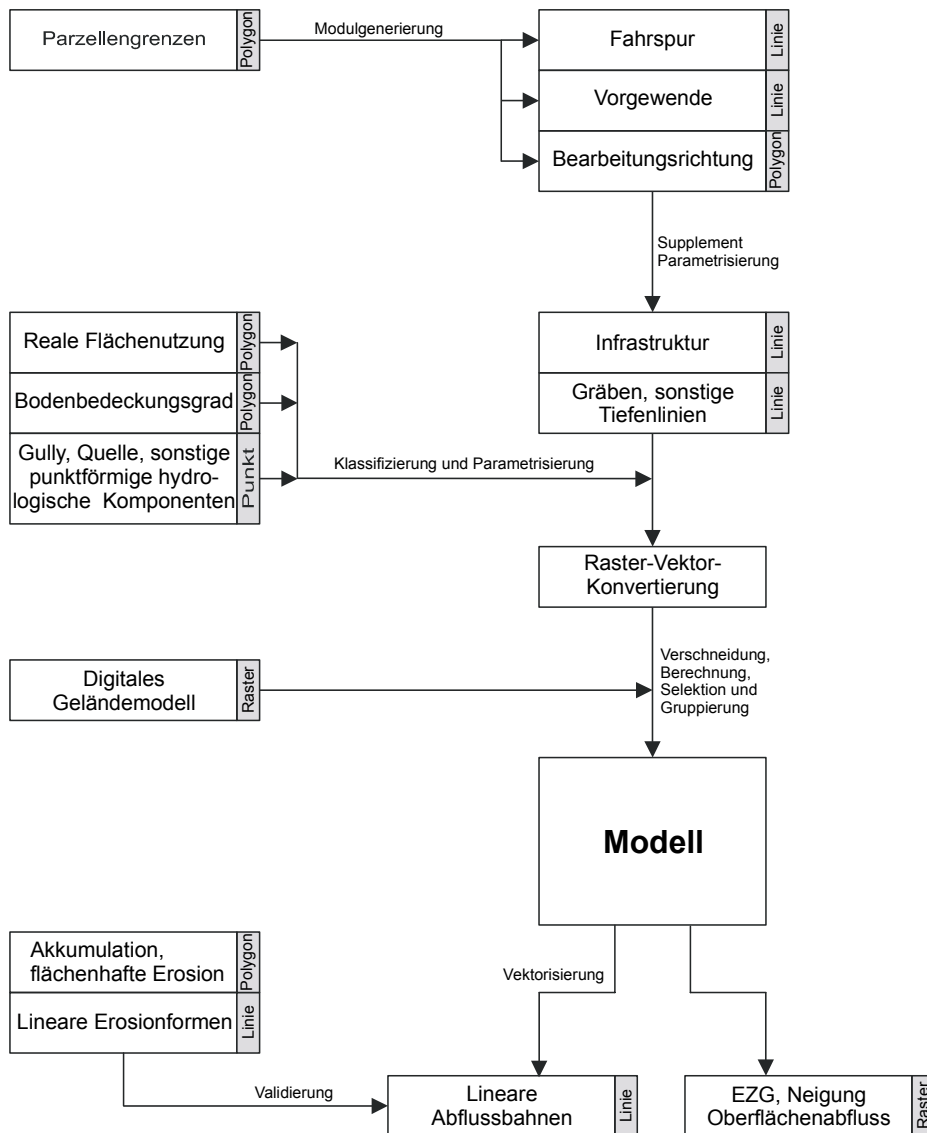 Parzellengrenzen
Polygon
Modulgenerierung
Fahrspur
Linie
Vorgewende
Linie
Bearbeitungsrichtung
Polygon
Supplement
Parametrisierung
Reale Flächenutzung
Polygon
Bodenbedeckungsgrad
Polygon
Gully, Quelle, sonstige
punktförmige hydro-
logische Komponenten
Punkt
Infrastruktur
Linie
Gräben, sonstige
Tiefenlinien
Linie
Klassifizierung und Parametrisierung
Raster-Vektor-
Konvertierung
Digitales
Geländemodell
Raster
Verschneidung,
Berechnung,
Selektion und
Gruppierung
Modell
Akkumulation,
flächenhafte Erosion
Polygon
Lineare Erosionformen
Linie
Vektorisierung
Validierung
Lineare
Abflussbahnen
Linie
EZG, Neigung
Oberflächenabfluss
Raster